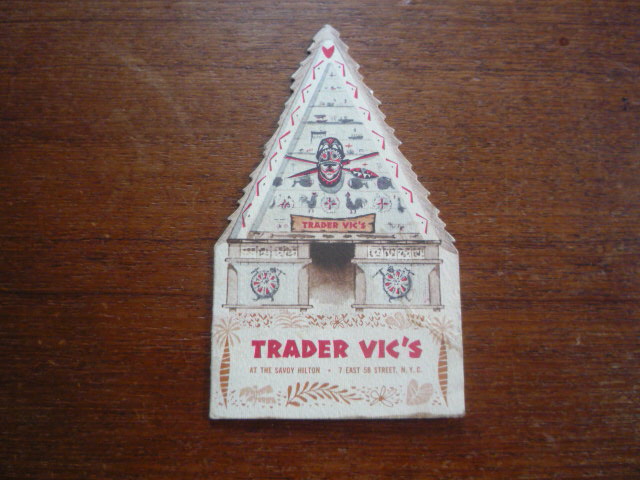 TRADER VIC'S
TRADER VIC'S
AT THE SAVOY HILTON • 7 EAST 58 STREET, N.Y.C.